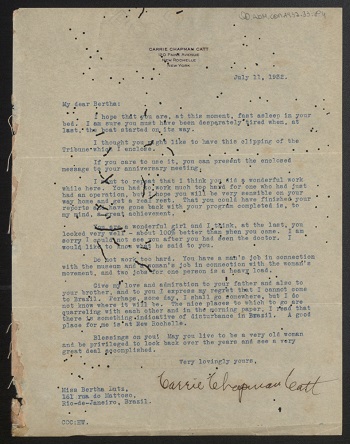 CARRIE CHAPMAN CATT
120 PAINE AVENUE
NEW ROCHELLE
NEW YORK
July 11, 1932.
My dear Bertha:
I hope that you are, at this moment, fast asleep in your
bed. I am sure you must have been desperately tired when, at
last, the boat started on its way.
I thought you might like to have this clipping of the
Tribune which I enclose.
If you care to use it, you can present the enclosed
message to your anniversary meeting.
I want to repeat that I think you did a wonderful work
while here. You had to work much too hard for one who had just
had an operation, but I hope you will be very sensible on your
way home and get a real rest. That you could have finished your
reports and have gone back with your program completed is, to
my mind, a great achievement.
a wonderful girl and I think, at the last, you
looked very well - about 100% better than when you came. I am
sorry I could not see you after you had seen the doctor. I
would like to know what he said to you.
Do not work too hard. You have a man's job in connection
with the museum and a woman's job in connection with the woman's
movement, and two jobs for one person is a heavy load.
Give my love and admiration to your father and also to
your brother, and to you I express my regret that I cannot come
to Brazil. Perhaps, some day, I shall go somewhere, but I do
not know where it will be. The nice places to which to go are
quarreling with each other and in the morning paper, I read that
there is something indicative of disturbance in Brazil. A good
place for me is at New Rochelle.
Blessings on you! May you live to be a very old woman
and be privileged to look back over the years and see a very
great deal accomplished.
Very lovingly yours,
Carrie Chapman Catt
Miss Bertha Lutz,
161 rua de Mattoso,
Rio-de-Janeiro, Brazil.
CCC:EW.